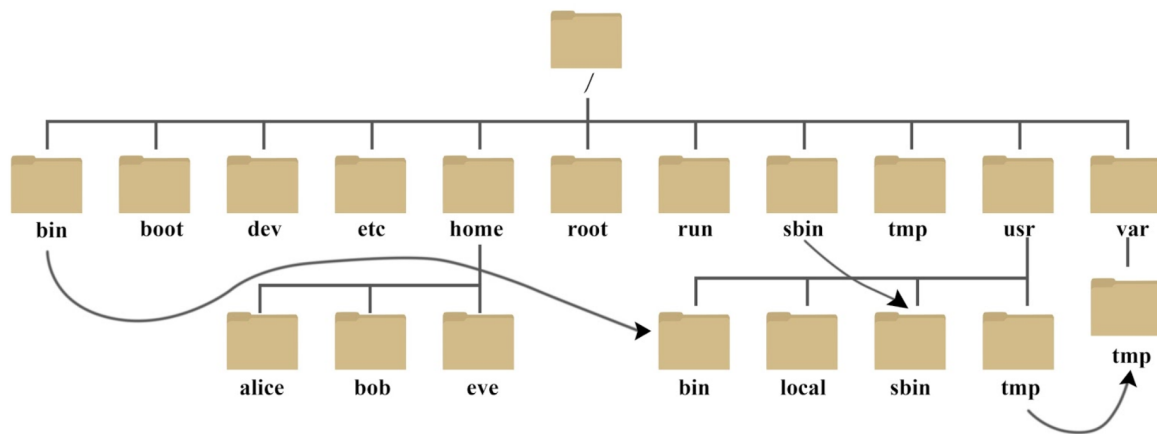 /
bin boot dev etc home root run sbin tmp usr var
tmp
alice bob eve bin local sbin tmp